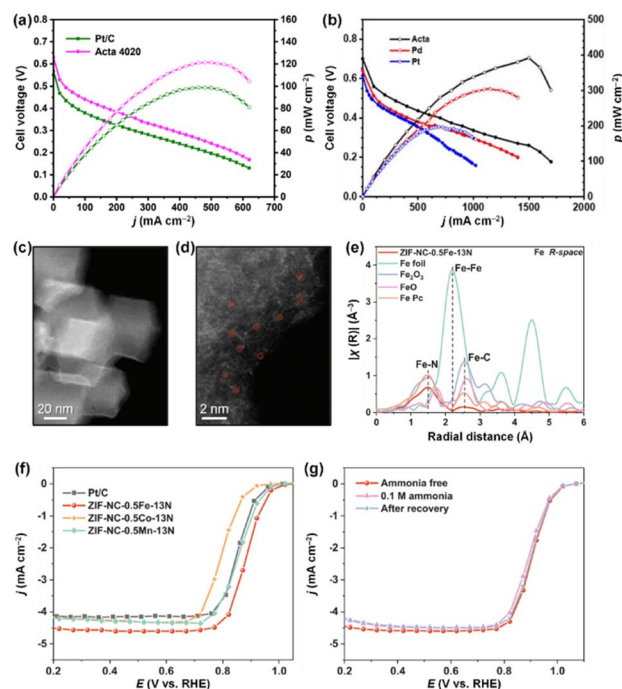 (a)
Pt/C
Acta 4020
Cell voltage (V)
0.8
0.7
0.6
0.5
0.4
0.3
0.2
0.1
0.0
0 100 200 300 400 500 600 700
j (mA cm⁻²)
160
140
120
100
80
60
40
20
0
p (mW cm⁻²)
(b)
Acta
Pd
Pt
Cell voltage (V)
0.8
0.6
0.4
0.2
0.0
0 500 1000 1500 2000
j (mA cm⁻²)
500
400
300
200
100
0
p (mW cm⁻²)
(c)
20 nm
(d)
2 nm
(e)
ZIF-NC-0.5Fe-13N
Fe foil
Fe₂O₃
FeO
Fe Pc
Fe R-space
Fe-Fe
Fe-N
Fe-C
|χ (R)| (Å⁻³)
5
4
3
2
1
0
0 1 2 3 4 5 6
Radial distance (Å)
(f)
Pt/C
ZIF-NC-0.5Fe-13N
ZIF-NC-0.5Co-13N
ZIF-NC-0.5Mn-13N
j (mA cm⁻²)
0
-1
-2
-3
-4
-5
0.2 0.4 0.6 0.8 1.0
E (V vs. RHE)
(g)
Ammonia free
0.1 M ammonia
After recovery
j (mA cm⁻²)
0
-1
-2
-3
-4
-5
0.2 0.4 0.6 0.8 1.0
E (V vs. RHE)